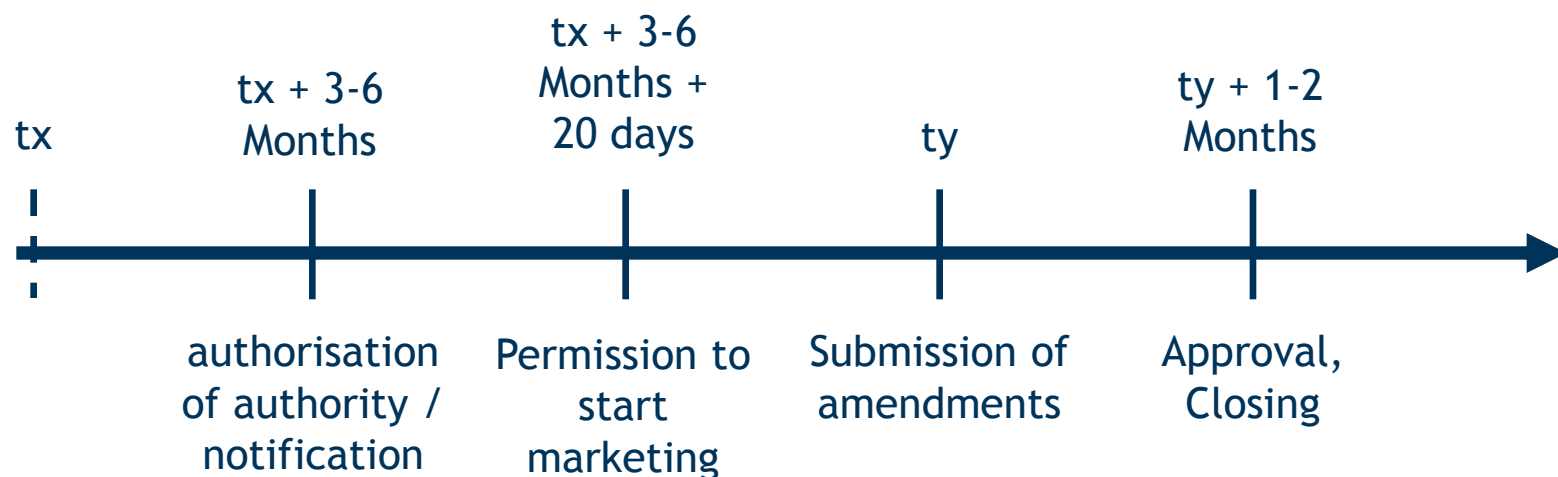 tx
tx + 3-6
Months
tx + 3-6
Months +
20 days
ty
ty + 1-2
Months
authorisation
of authority /
notification
Permission to
start
marketing
Submission of
amendments
Approval,
Closing